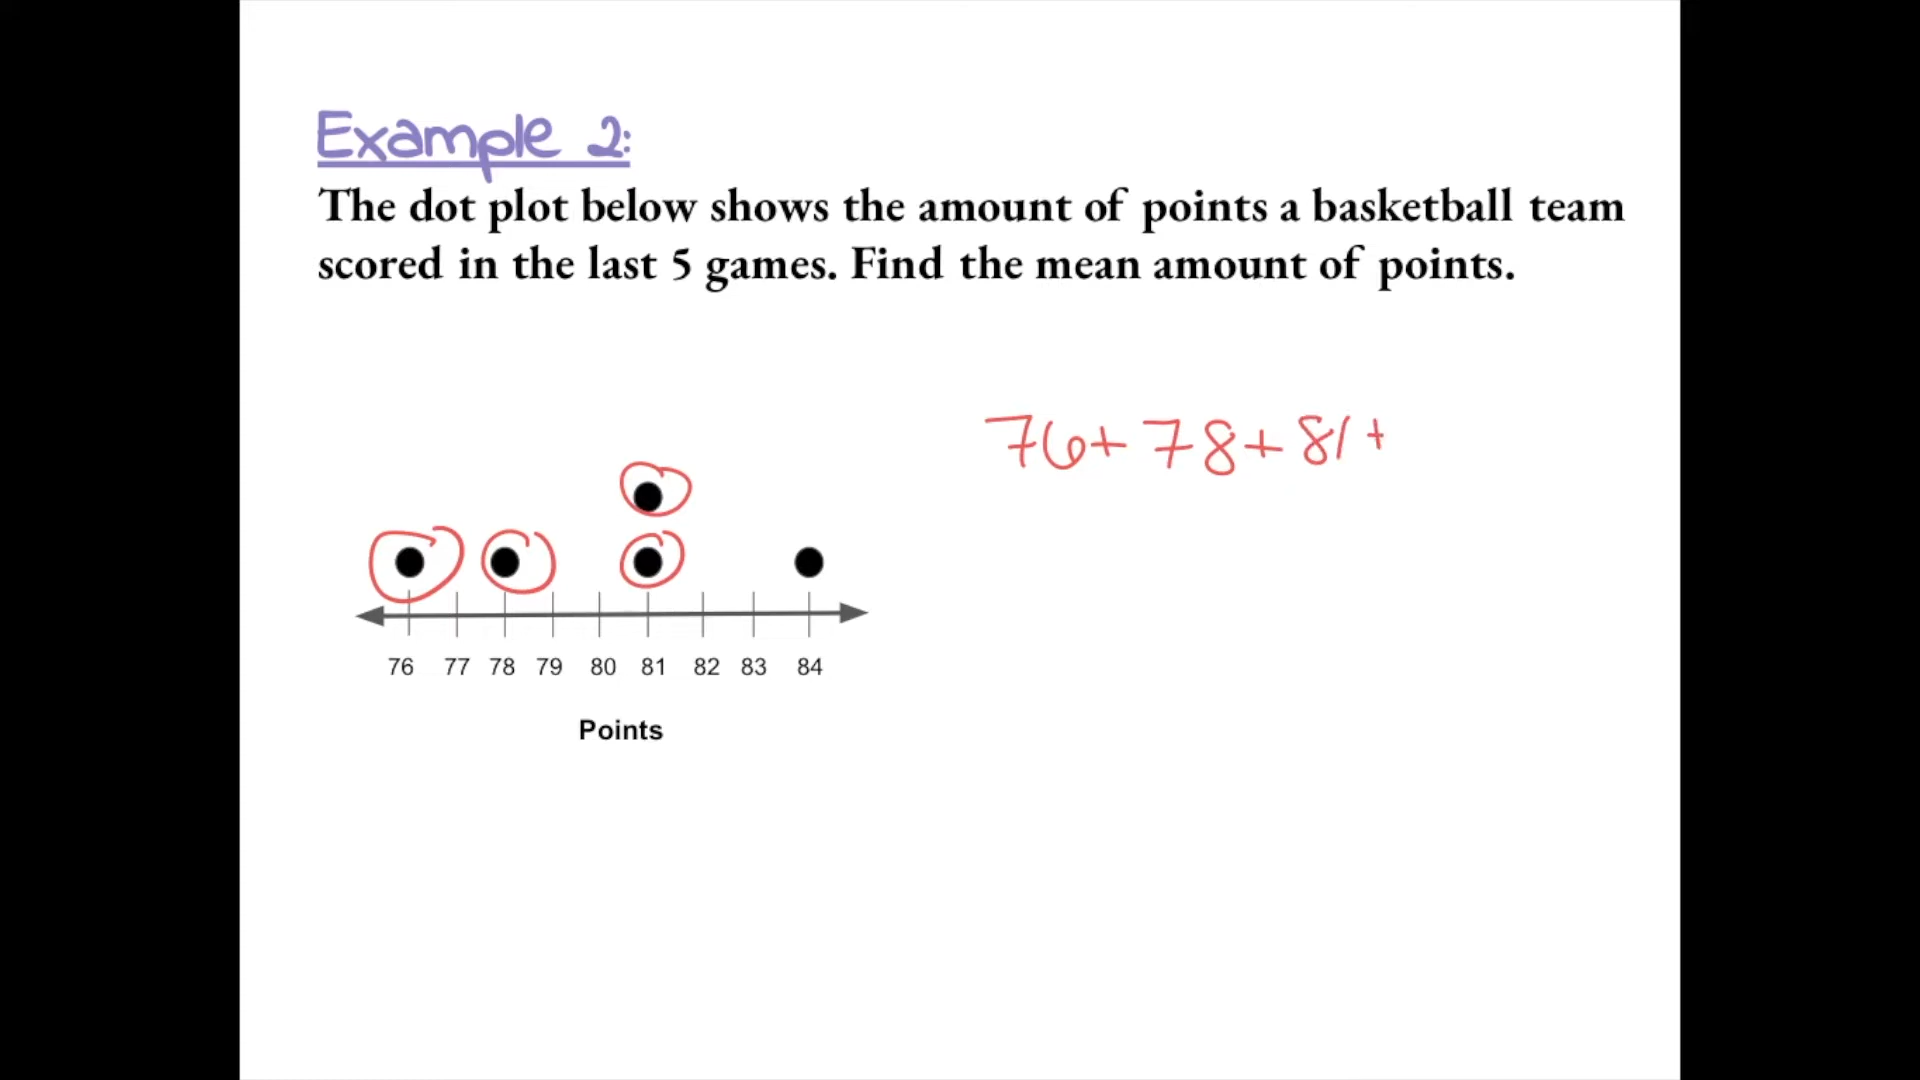 Example 2:
The dot plot below shows the amount of points a basketball team
scored in the last 5 games. Find the mean amount of points.
76+78+81+
76 77 78 79 80 81 82 83 84
Points